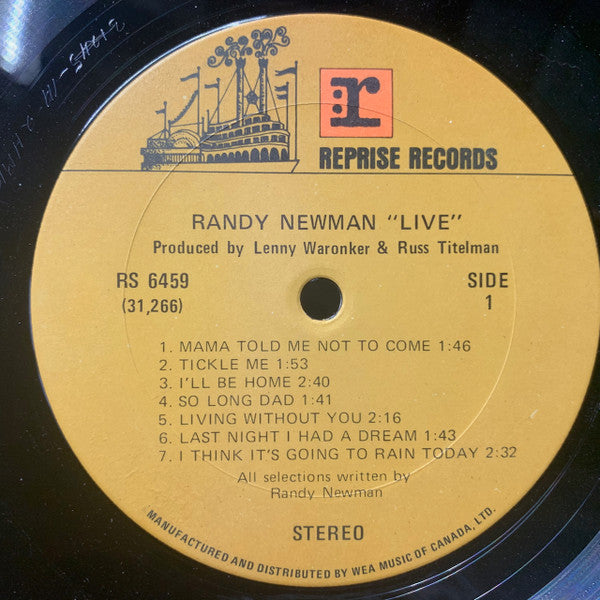 r
REPRISE RECORDS
RANDY NEWMAN "LIVE"
Produced by Lenny Waronker & Russ Titelman
RS 6459
(31,266)
SIDE
1
1. MAMA TOLD ME NOT TO COME 1:46
2. TICKLE ME 1:53
3. I'LL BE HOME 2:40
4. SO LONG DAD 1:41
5. LIVING WITHOUT YOU 2:16
6. LAST NIGHT I HAD A DREAM 1:43
7. I THINK IT'S GOING TO RAIN TODAY 2:32
All selections written by
Randy Newman
STEREO
MANUFACTURED AND DISTRIBUTED BY WEA MUSIC OF CANADA, LTD.